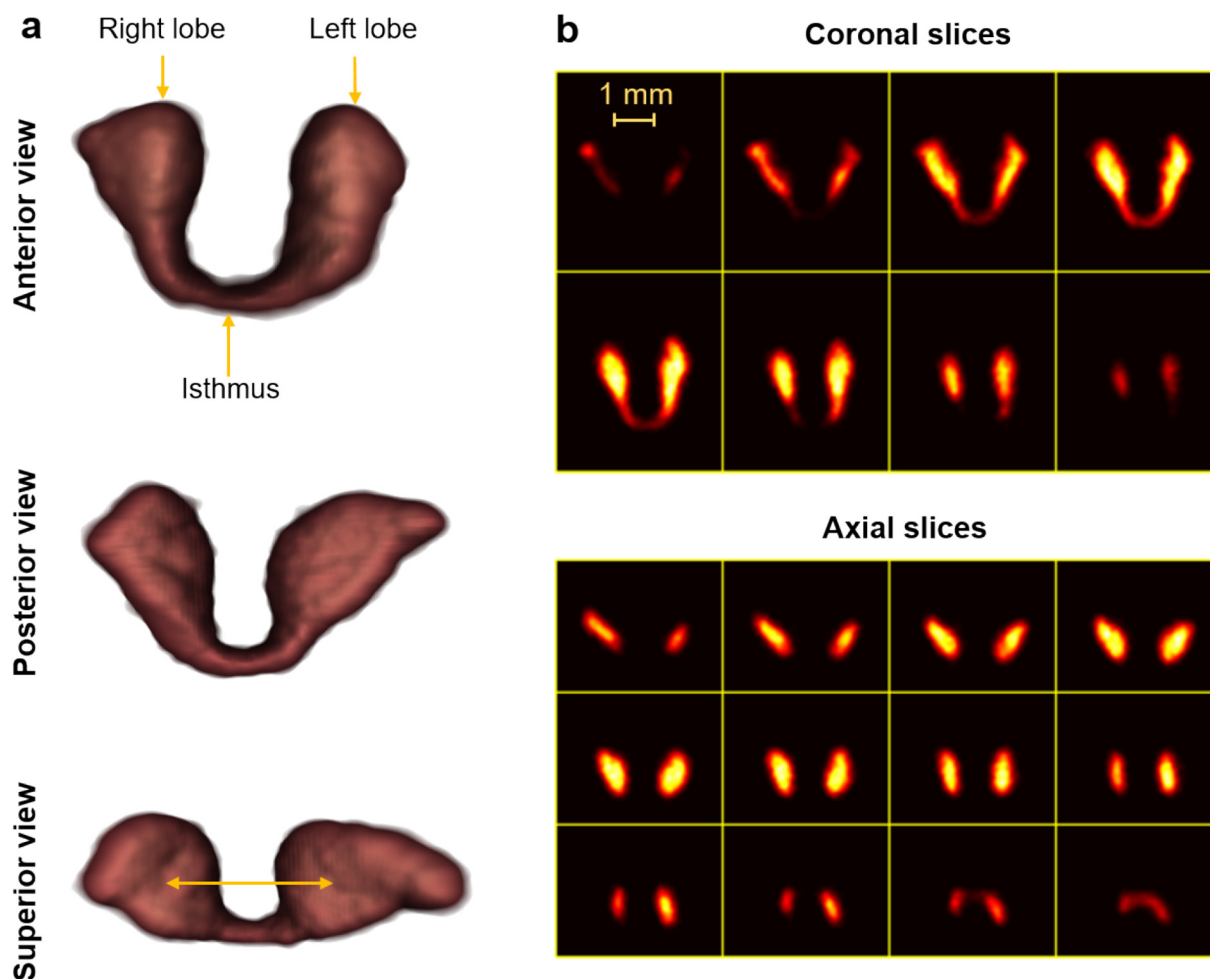 a
Right lobe
Left lobe
Anterior view
Isthmus
Posterior view
Superior view
b
Coronal slices
1 mm
Axial slices